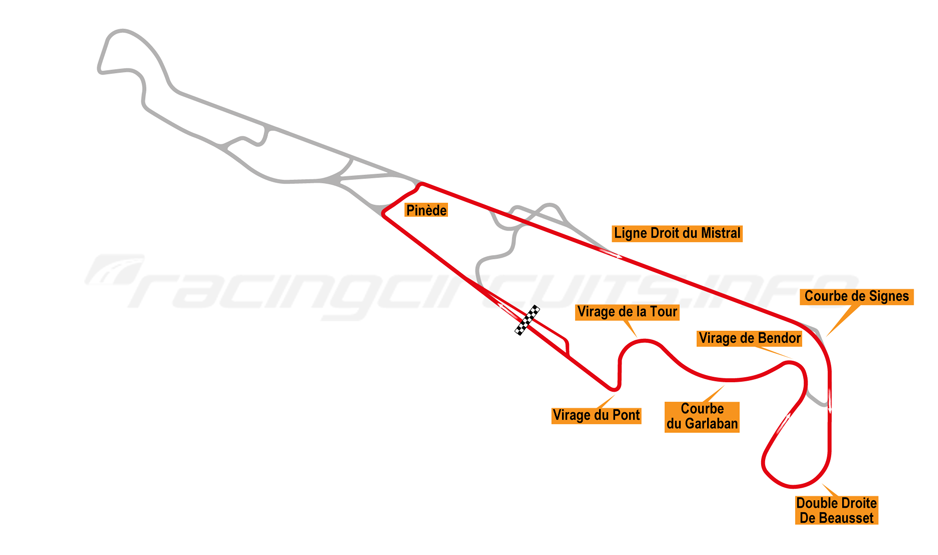 Pinède
Ligne Droit du Mistral
racingcircuits.info
Courbe de Signes
Virage de la Tour
Virage de Bendor
Virage du Pont
Courbe
du Garlaban
Double Droite
De Beausset